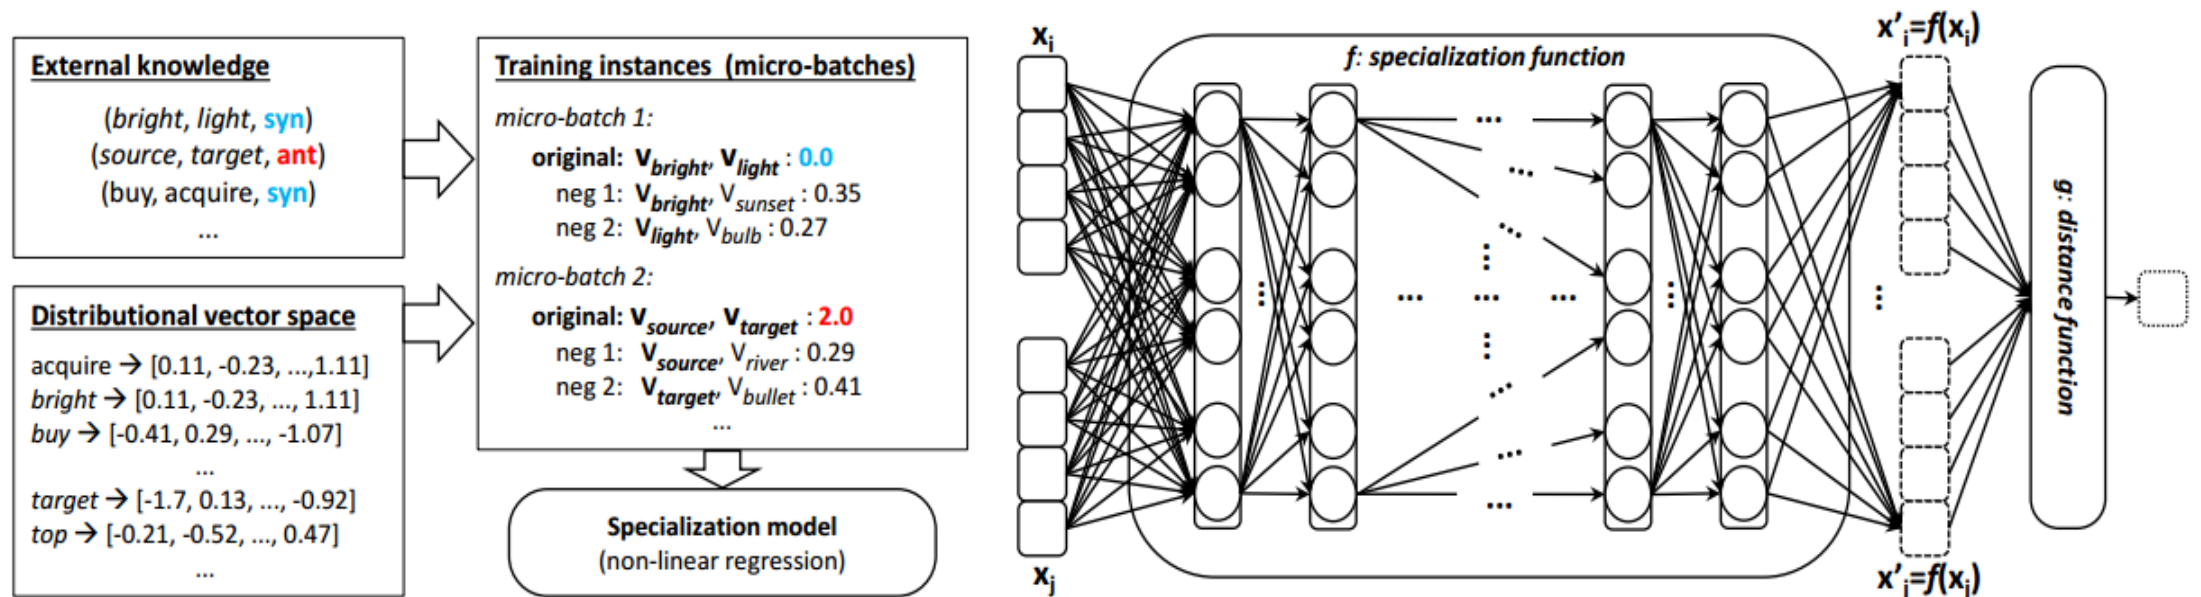 External knowledge
(bright, light, syn)
(source, target, ant)
(buy, acquire, syn)
...
Distributional vector space
acquire → [0.11, -0.23, ...,1.11]
bright → [0.11, -0.23, ..., 1.11]
buy → [-0.41, 0.29, ..., -1.07]
...
target → [-1.7, 0.13, ..., -0.92]
top → [-0.21, -0.52, ..., 0.47]
...
Training instances (micro-batches)
micro-batch 1:
original: v_bright, v_light : 0.0
neg 1: v_bright, v_sunset : 0.35
neg 2: v_light, v_bulb : 0.27
micro-batch 2:
original: v_source, v_target : 2.0
neg 1: v_source, v_river : 0.29
neg 2: v_target, v_bullet : 0.41
...
Specialization model
(non-linear regression)
x_i
x_j
f: specialization function
x'_i=f(x_i)
x'_j=f(x_j)
g: distance function